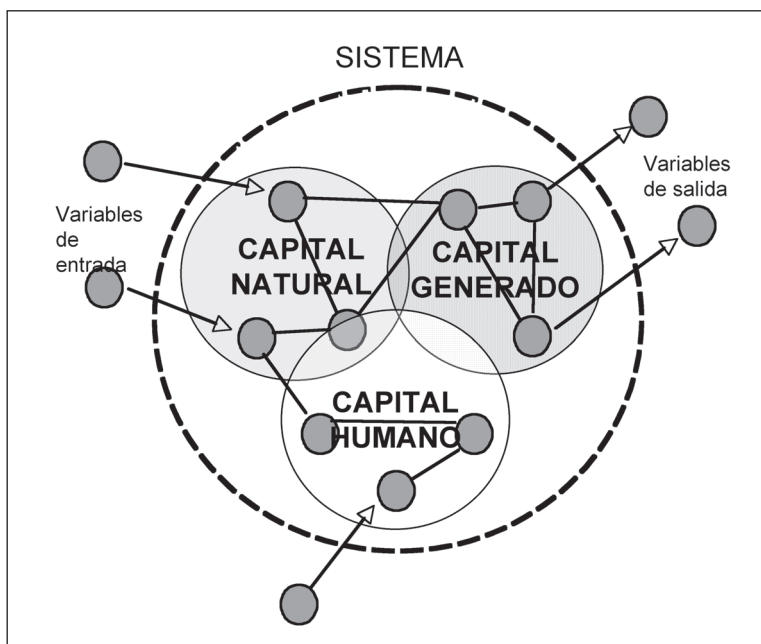 SISTEMA
Variables
de
entrada
Variables
de salida
CAPITAL
NATURAL
CAPITAL
GENERADO
CAPITAL
HUMANO